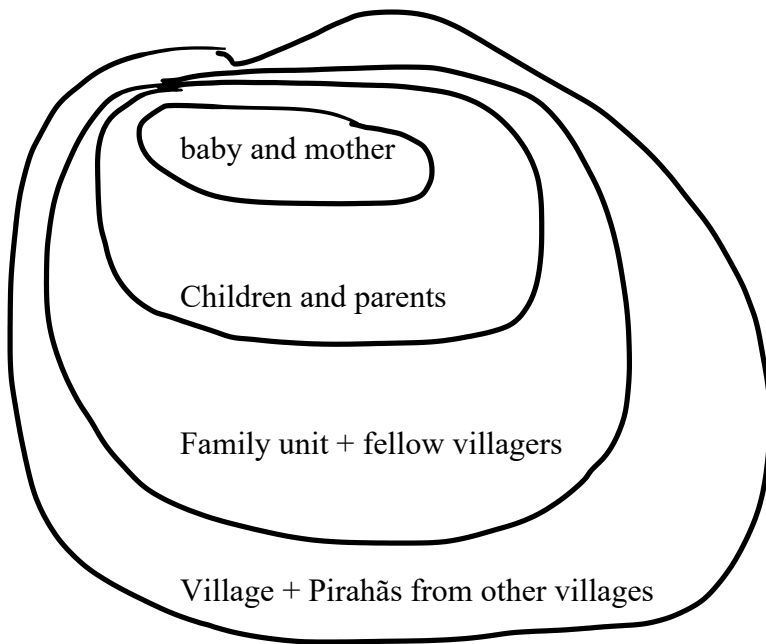 baby and mother
Children and parents
Family unit + fellow villagers
Village + Pirahãs from other villages